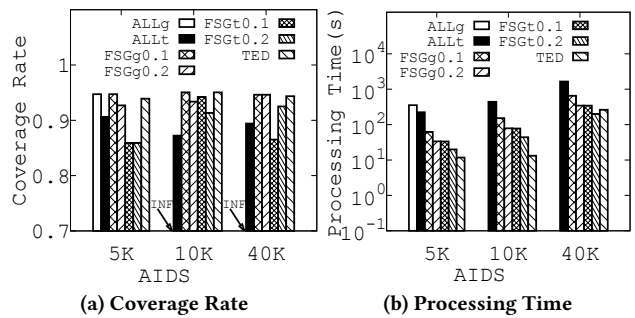 ALLg FSGt0.1
ALLt FSGt0.2
FSGg0.1 TED
FSGg0.2
Coverage Rate
1
0.9
0.8
0.7
INF
INF
5K 10K 40K
AIDS
(a) Coverage Rate
ALLg FSGt0.1
ALLt FSGt0.2
FSGg0.1 TED
FSGg0.2
Processing Time(s)
10^4
10^3
10^2
10^1
10^0
10^-1
5K 10K 40K
AIDS
(b) Processing Time